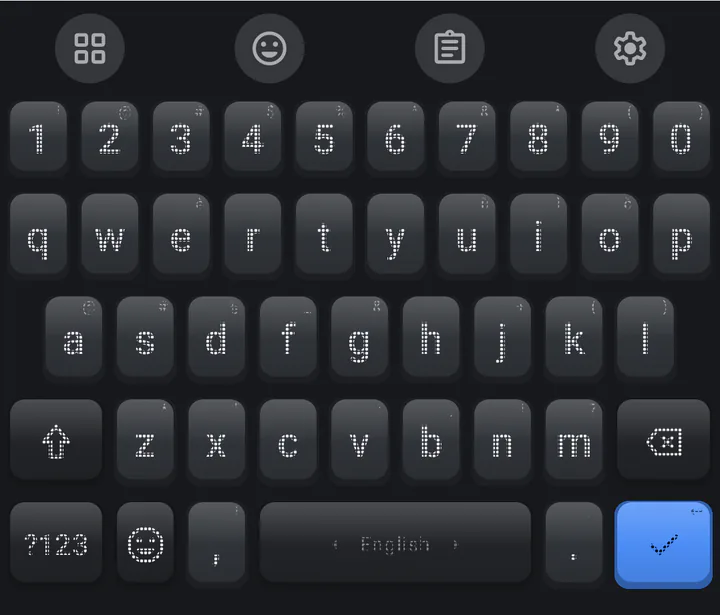 1 2 3 4 5 6 7 8 9 0
q w e r t y u i o p
a s d f g h j k l
z x c v b n m
?123 , English .